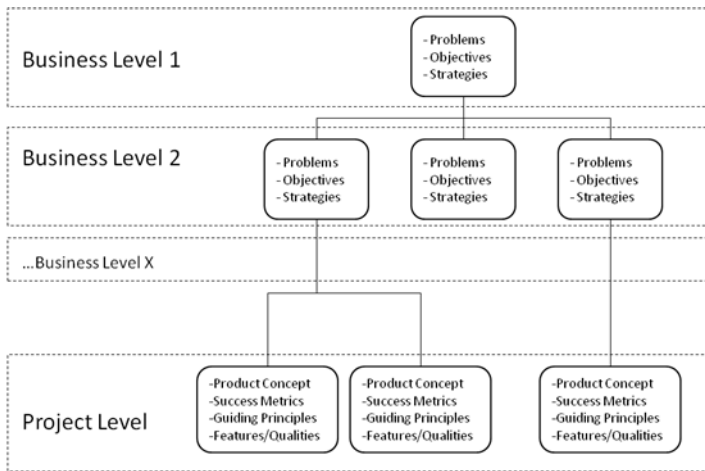 Business Level 1
- Problems
- Objectives
- Strategies
Business Level 2
- Problems
- Objectives
- Strategies
- Problems
- Objectives
- Strategies
- Problems
- Objectives
- Strategies
...Business Level X
Project Level
-Product Concept
-Success Metrics
-Guiding Principles
-Features/Qualities
-Product Concept
-Success Metrics
-Guiding Principles
-Features/Qualities
-Product Concept
-Success Metrics
-Guiding Principles
-Features/Qualities